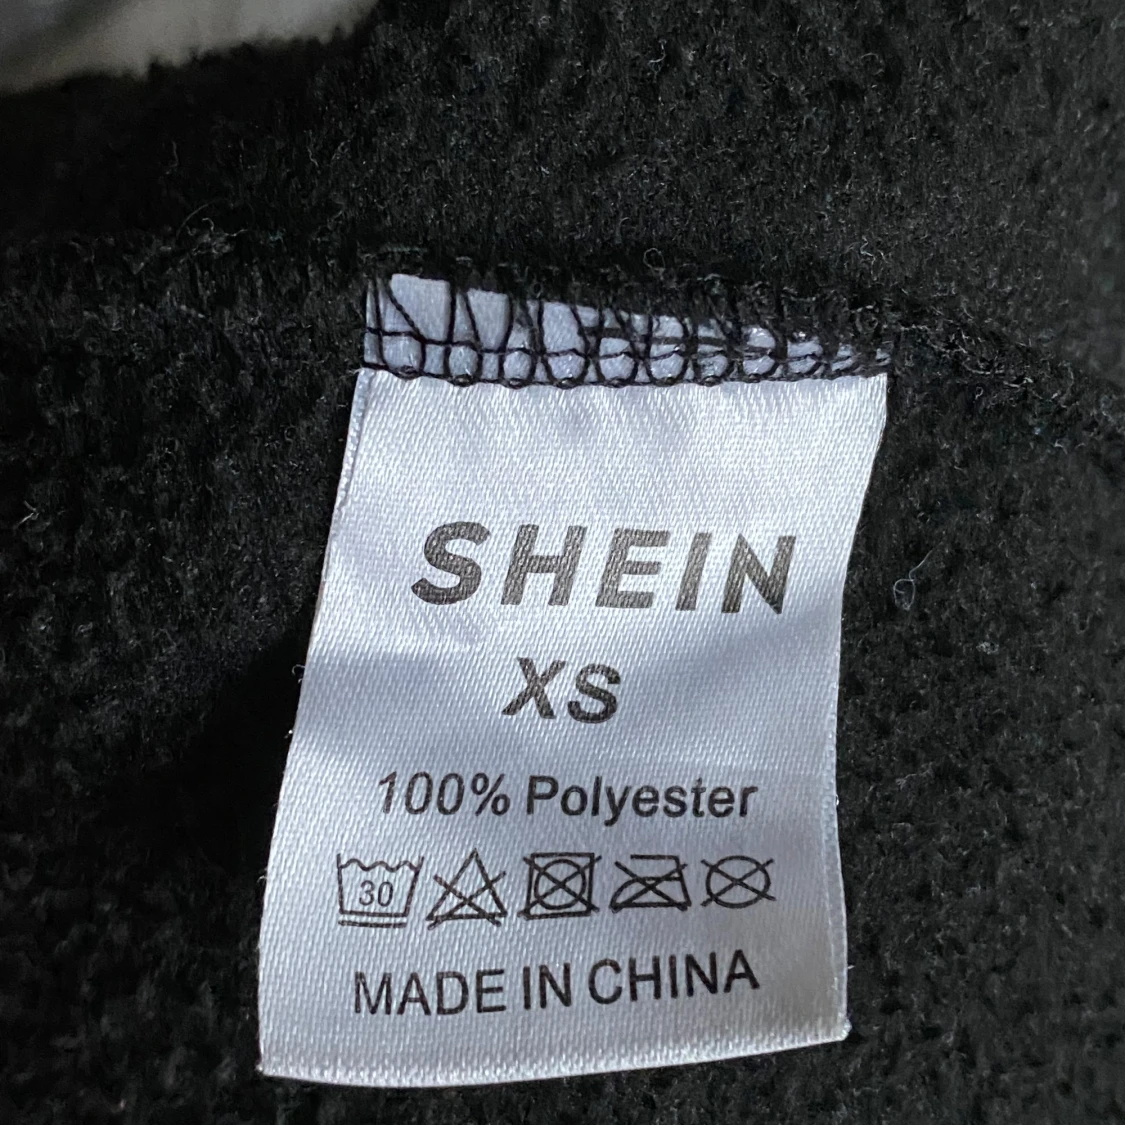 SHEIN
XS
100% Polyester
30
MADE IN CHINA